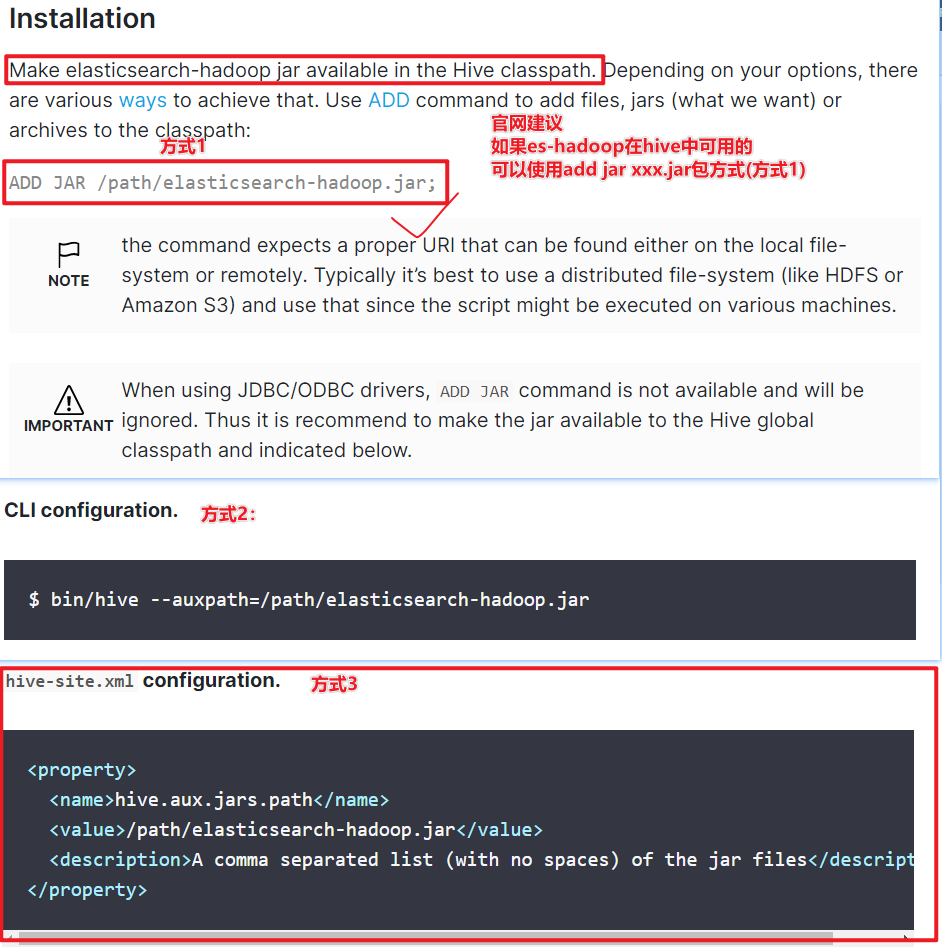 Installation
Make elasticsearch-hadoop jar available in the Hive classpath. Depending on your options, there
are various ways to achieve that. Use ADD command to add files, jars (what we want) or
archives to the classpath:
方式1
官网建议
如果es-hadoop在hive中可用的
可以使用add jar xxx.jar包方式(方式1)
ADD JAR /path/elasticsearch-hadoop.jar;
NOTE
the command expects a proper URI that can be found either on the local file-
system or remotely. Typically it’s best to use a distributed file-system (like HDFS or
Amazon S3) and use that since the script might be executed on various machines.
IMPORTANT
When using JDBC/ODBC drivers, ADD JAR command is not available and will be
ignored. Thus it is recommend to make the jar available to the Hive global
classpath and indicated below.
CLI configuration. 方式2:
$ bin/hive --auxpath=/path/elasticsearch-hadoop.jar
hive-site.xml configuration. 方式3
<property>
<name>hive.aux.jars.path</name>
<value>/path/elasticsearch-hadoop.jar</value>
<description>A comma separated list (with no spaces) of the jar files</descript
</property>